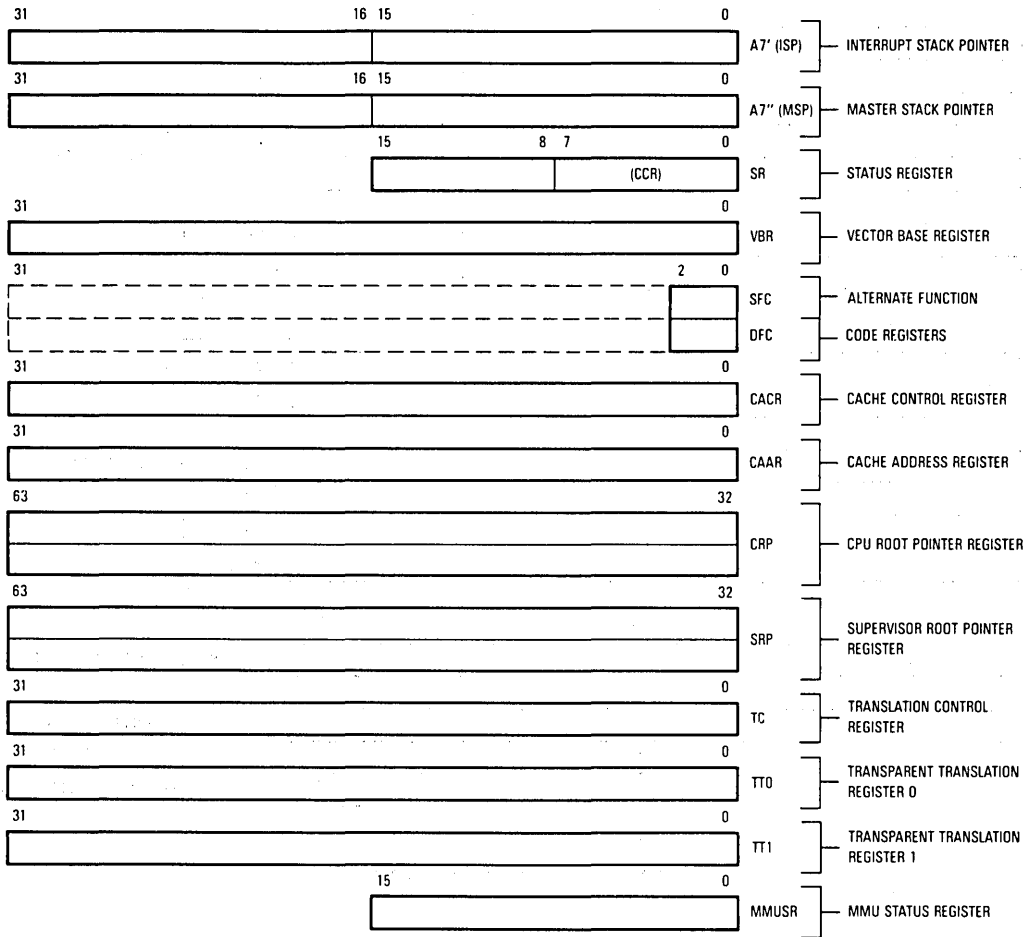 31 16 15 0
A7' (ISP) INTERRUPT STACK POINTER
31 16 15 0
A7'' (MSP) MASTER STACK POINTER
15 8 7 0
(CCR) SR STATUS REGISTER
31 0
VBR VECTOR BASE REGISTER
31 2 0
SFC ALTERNATE FUNCTION
DFC CODE REGISTERS
31 0
CACR CACHE CONTROL REGISTER
31 0
CAAR CACHE ADDRESS REGISTER
63 32
CRP CPU ROOT POINTER REGISTER
63 32
SRP SUPERVISOR ROOT POINTER
REGISTER
31 0
TC TRANSLATION CONTROL
REGISTER
31 0
TT0 TRANSPARENT TRANSLATION
REGISTER 0
31 0
TT1 TRANSPARENT TRANSLATION
REGISTER 1
15 0
MMUSR MMU STATUS REGISTER